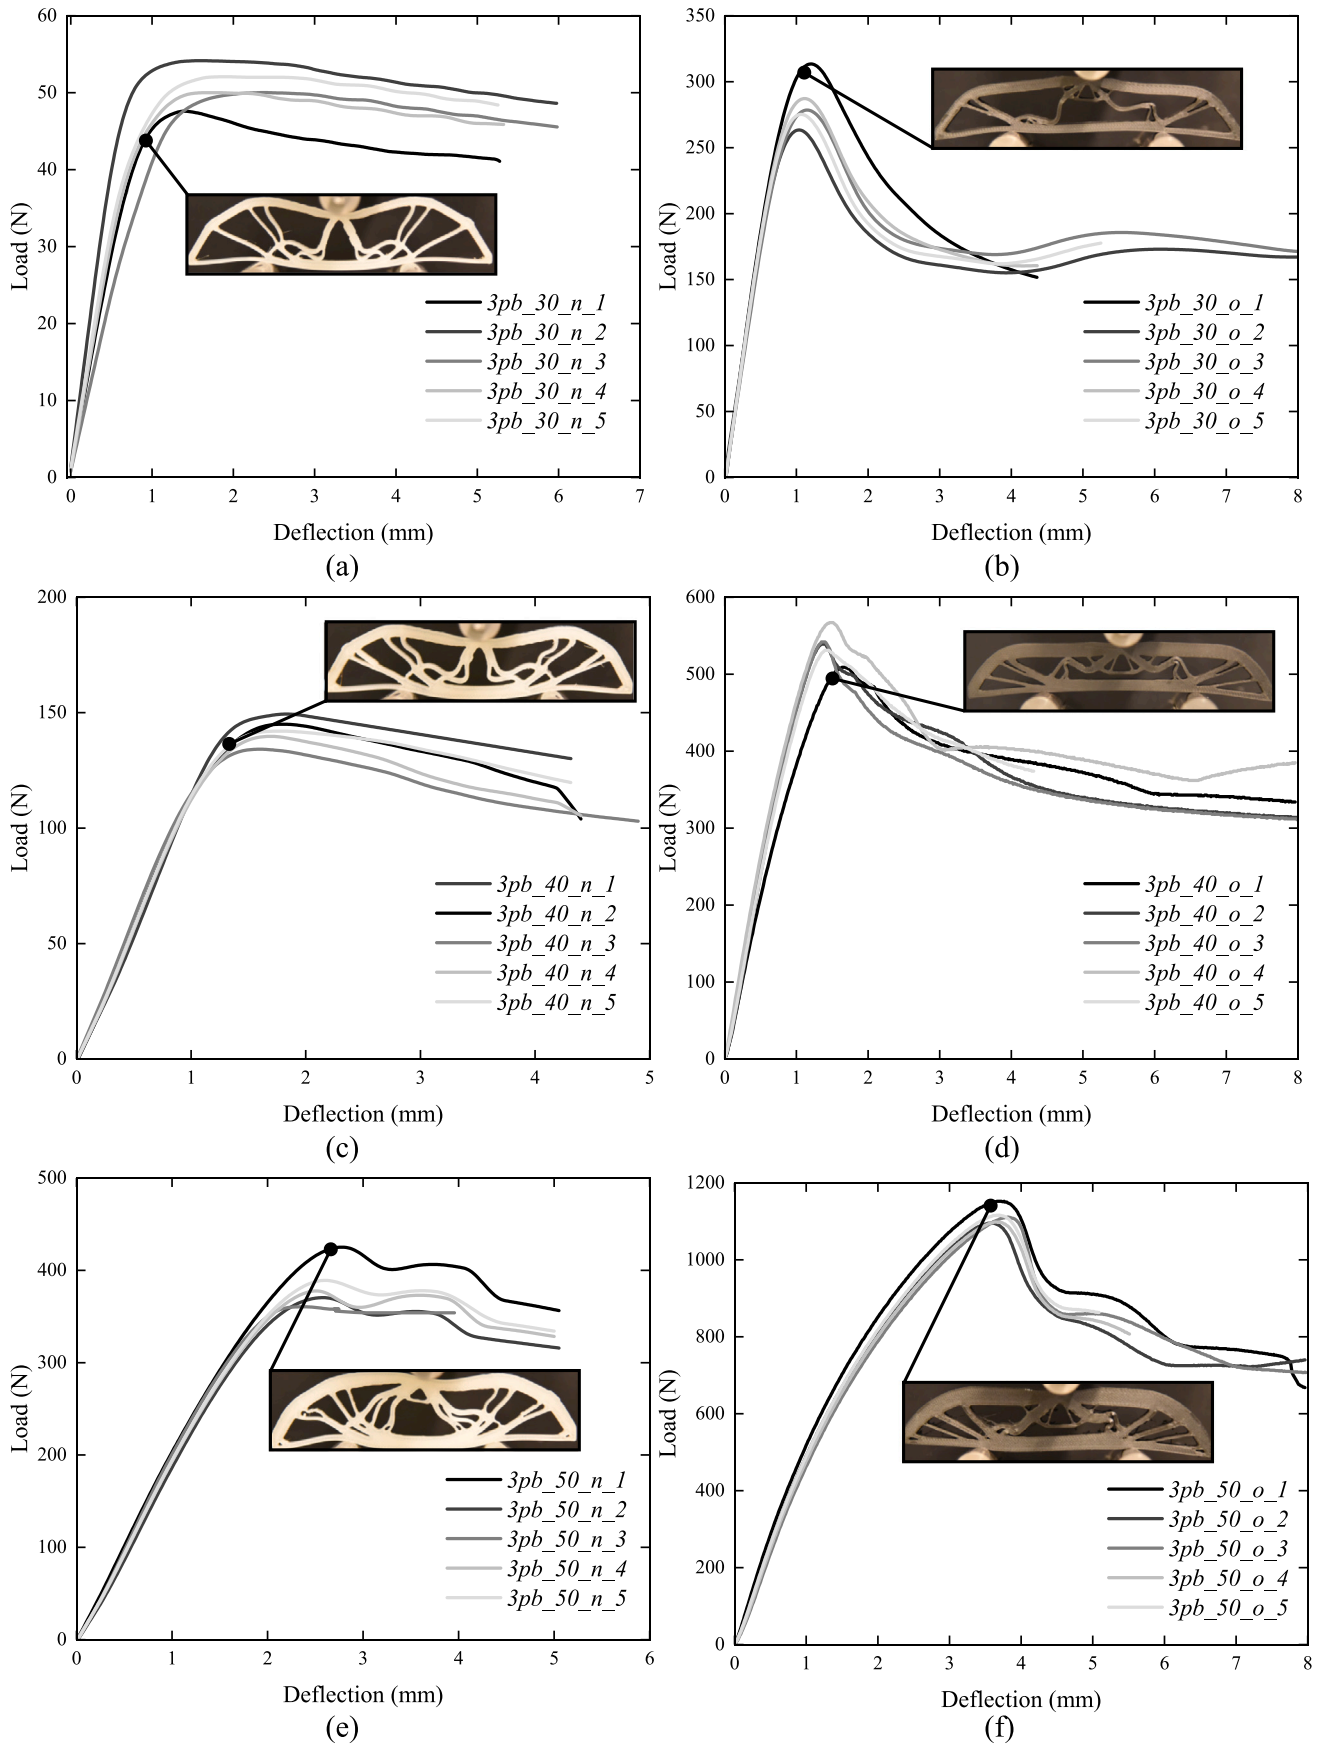 60
50
40
30
20
10
0
0 1 2 3 4 5 6 7
Load (N)
Deflection (mm)
3pb_30_n_1
3pb_30_n_2
3pb_30_n_3
3pb_30_n_4
3pb_30_n_5
(a)
350
300
250
200
150
100
50
0
0 1 2 3 4 5 6 7 8
Load (N)
Deflection (mm)
3pb_30_o_1
3pb_30_o_2
3pb_30_o_3
3pb_30_o_4
3pb_30_o_5
(b)
200
150
100
50
0
0 1 2 3 4 5
Load (N)
Deflection (mm)
3pb_40_n_1
3pb_40_n_2
3pb_40_n_3
3pb_40_n_4
3pb_40_n_5
(c)
600
500
400
300
200
100
0
0 1 2 3 4 5 6 7 8
Load (N)
Deflection (mm)
3pb_40_o_1
3pb_40_o_2
3pb_40_o_3
3pb_40_o_4
3pb_40_o_5
(d)
500
400
300
200
100
0
0 1 2 3 4 5 6
Load (N)
Deflection (mm)
3pb_50_n_1
3pb_50_n_2
3pb_50_n_3
3pb_50_n_4
3pb_50_n_5
(e)
1200
1000
800
600
400
200
0
0 1 2 3 4 5 6 7 8
Load (N)
Deflection (mm)
3pb_50_o_1
3pb_50_o_2
3pb_50_o_3
3pb_50_o_4
3pb_50_o_5
(f)